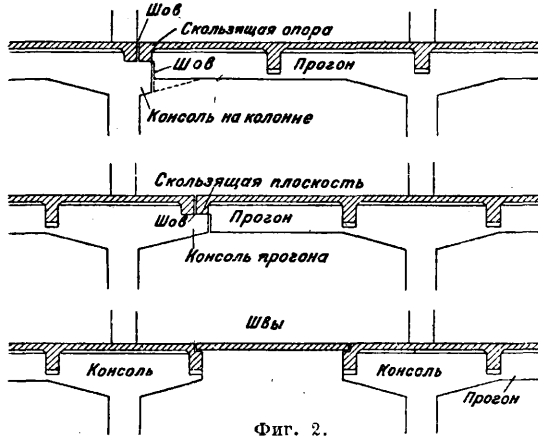 Шов
Скользящая опора
Шов
Прогон
Консоль на колонне
Скользящая плоскость
Шов
Прогон
Консоль прогона
Швы
Консоль
Консоль
Прогон
Фиг. 2.